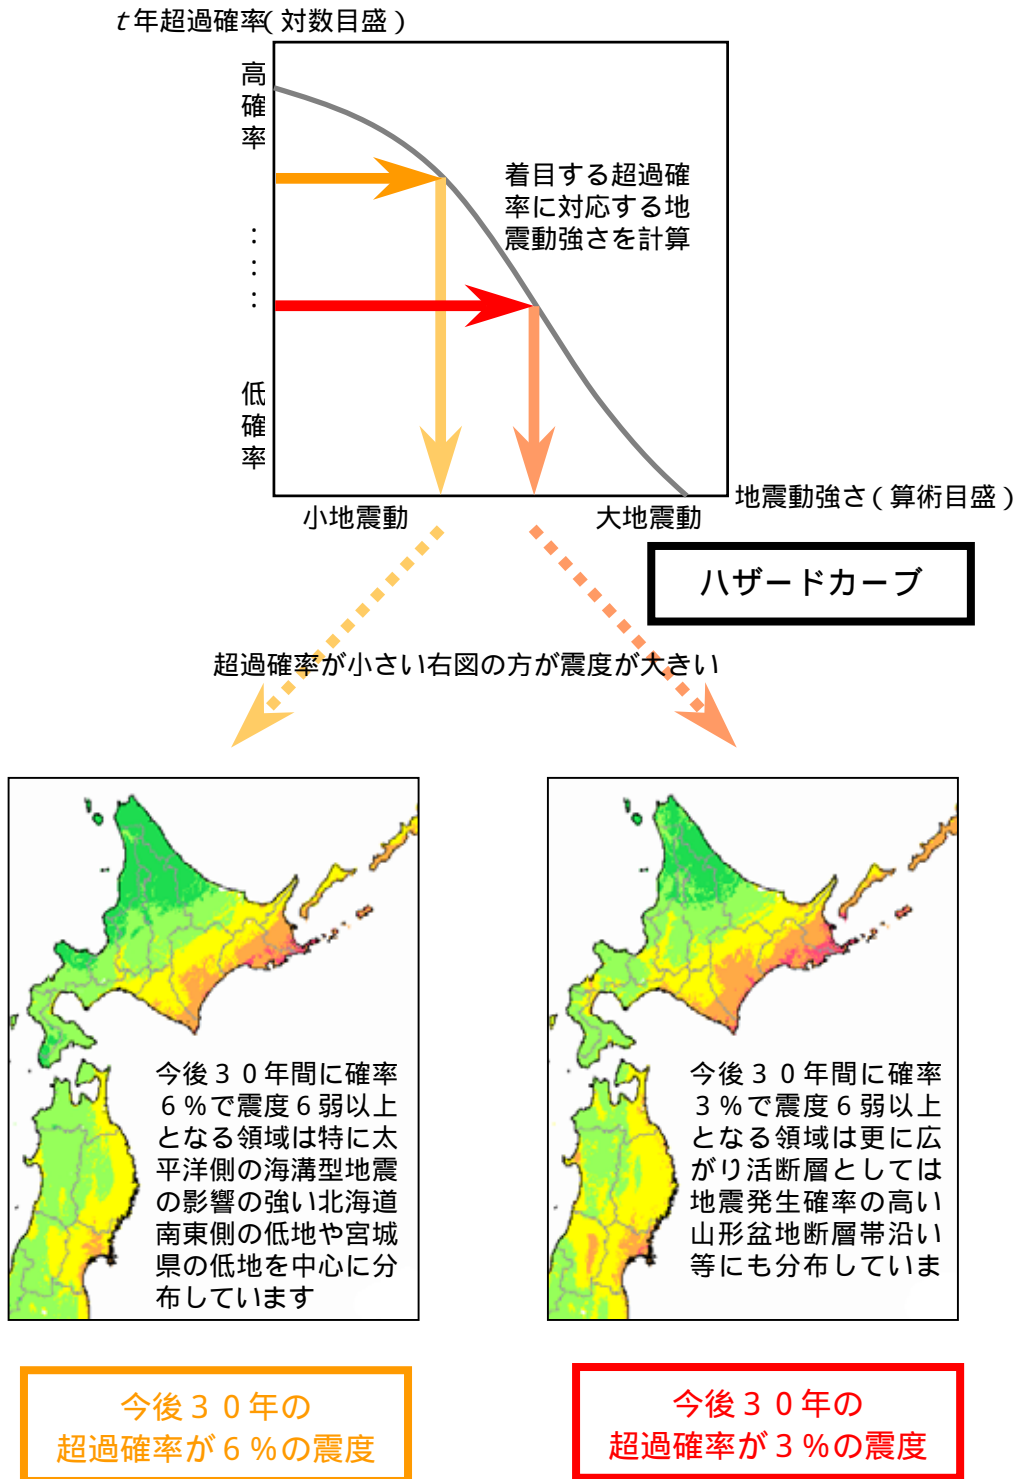 t年超過確率(対数目盛)
高確率
：
：
：
低確率
着目する超過確
率に対応する地
震動強さを計算
地震動強さ(算術目盛)
小地震動
大地震動
ハザードカーブ
超過確率が小さい右図の方が震度が大きい
今後３０年間に確率
６%で震度６弱以上
となる領域は特に太
平洋側の海溝型地震
の影響の強い北海道
南東側の低地や宮城
県の低地を中心に分
布しています
今後３０年間に確率
３%で震度６弱以上
となる領域は更に広
がり活断層としては
地震発生確率の高い
山形盆地断層帯沿い
等にも分布していま
今後３０年の
超過確率が６%の震度
今後３０年の
超過確率が３%の震度